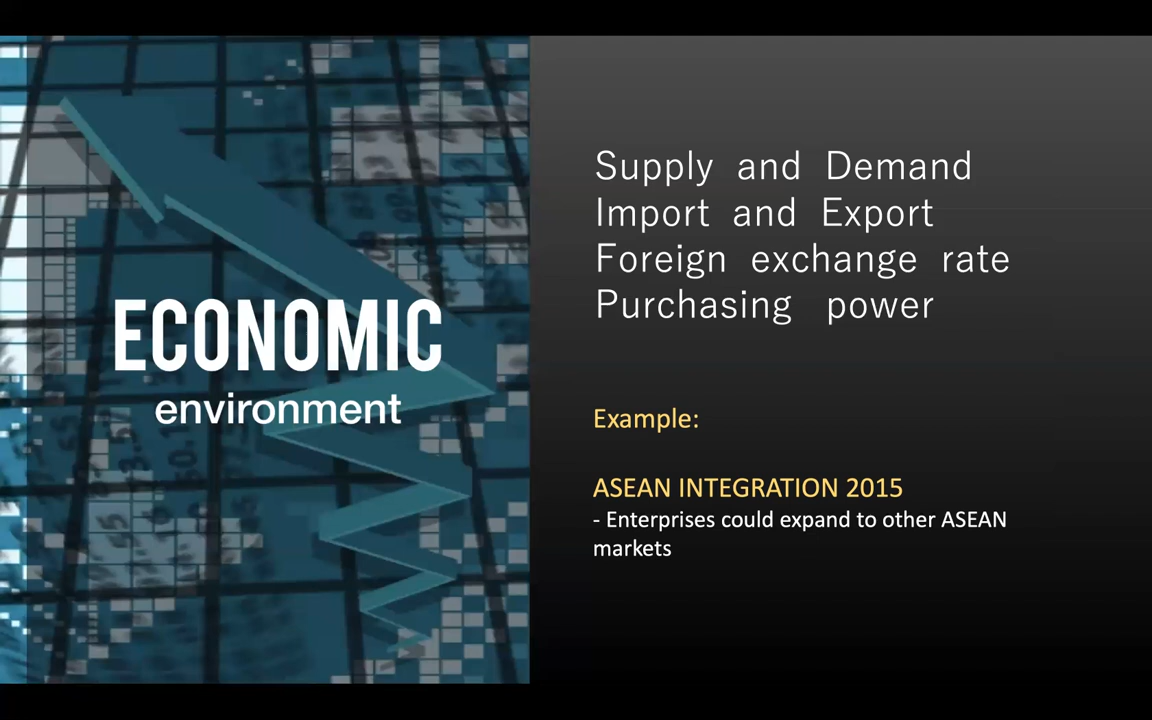 ECONOMIC
environment
Supply and Demand
Import and Export
Foreign exchange rate
Purchasing power
Example:
ASEAN INTEGRATION 2015
- Enterprises could expand to other ASEAN
markets